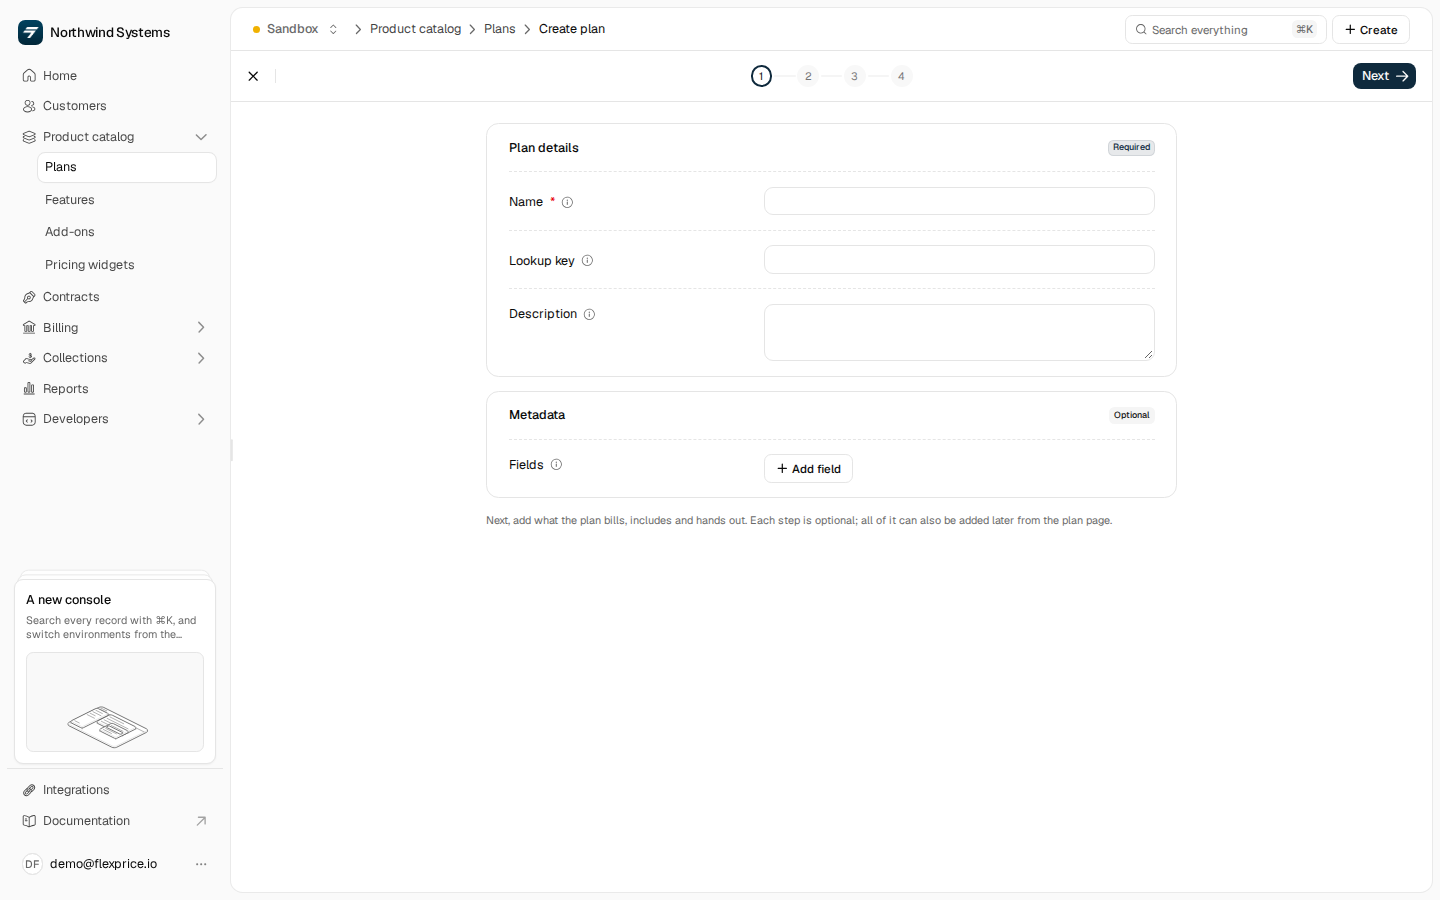 Northwind Systems
Home
Customers
Product catalog
Plans
Features
Add-ons
Pricing widgets
Contracts
Billing
Collections
Reports
Developers
A new console
Search every record with ⌘K, and
switch environments from the...
Integrations
Documentation
DF demo@flexprice.io
Sandbox Product catalog Plans Create plan
Search everything ⌘K
Create
1 2 3 4
Next
Plan details Required
Name *
Lookup key
Description
Metadata Optional
Fields Add field
Next, add what the plan bills, includes and hands out. Each step is optional; all of it can also be added later from the plan page.